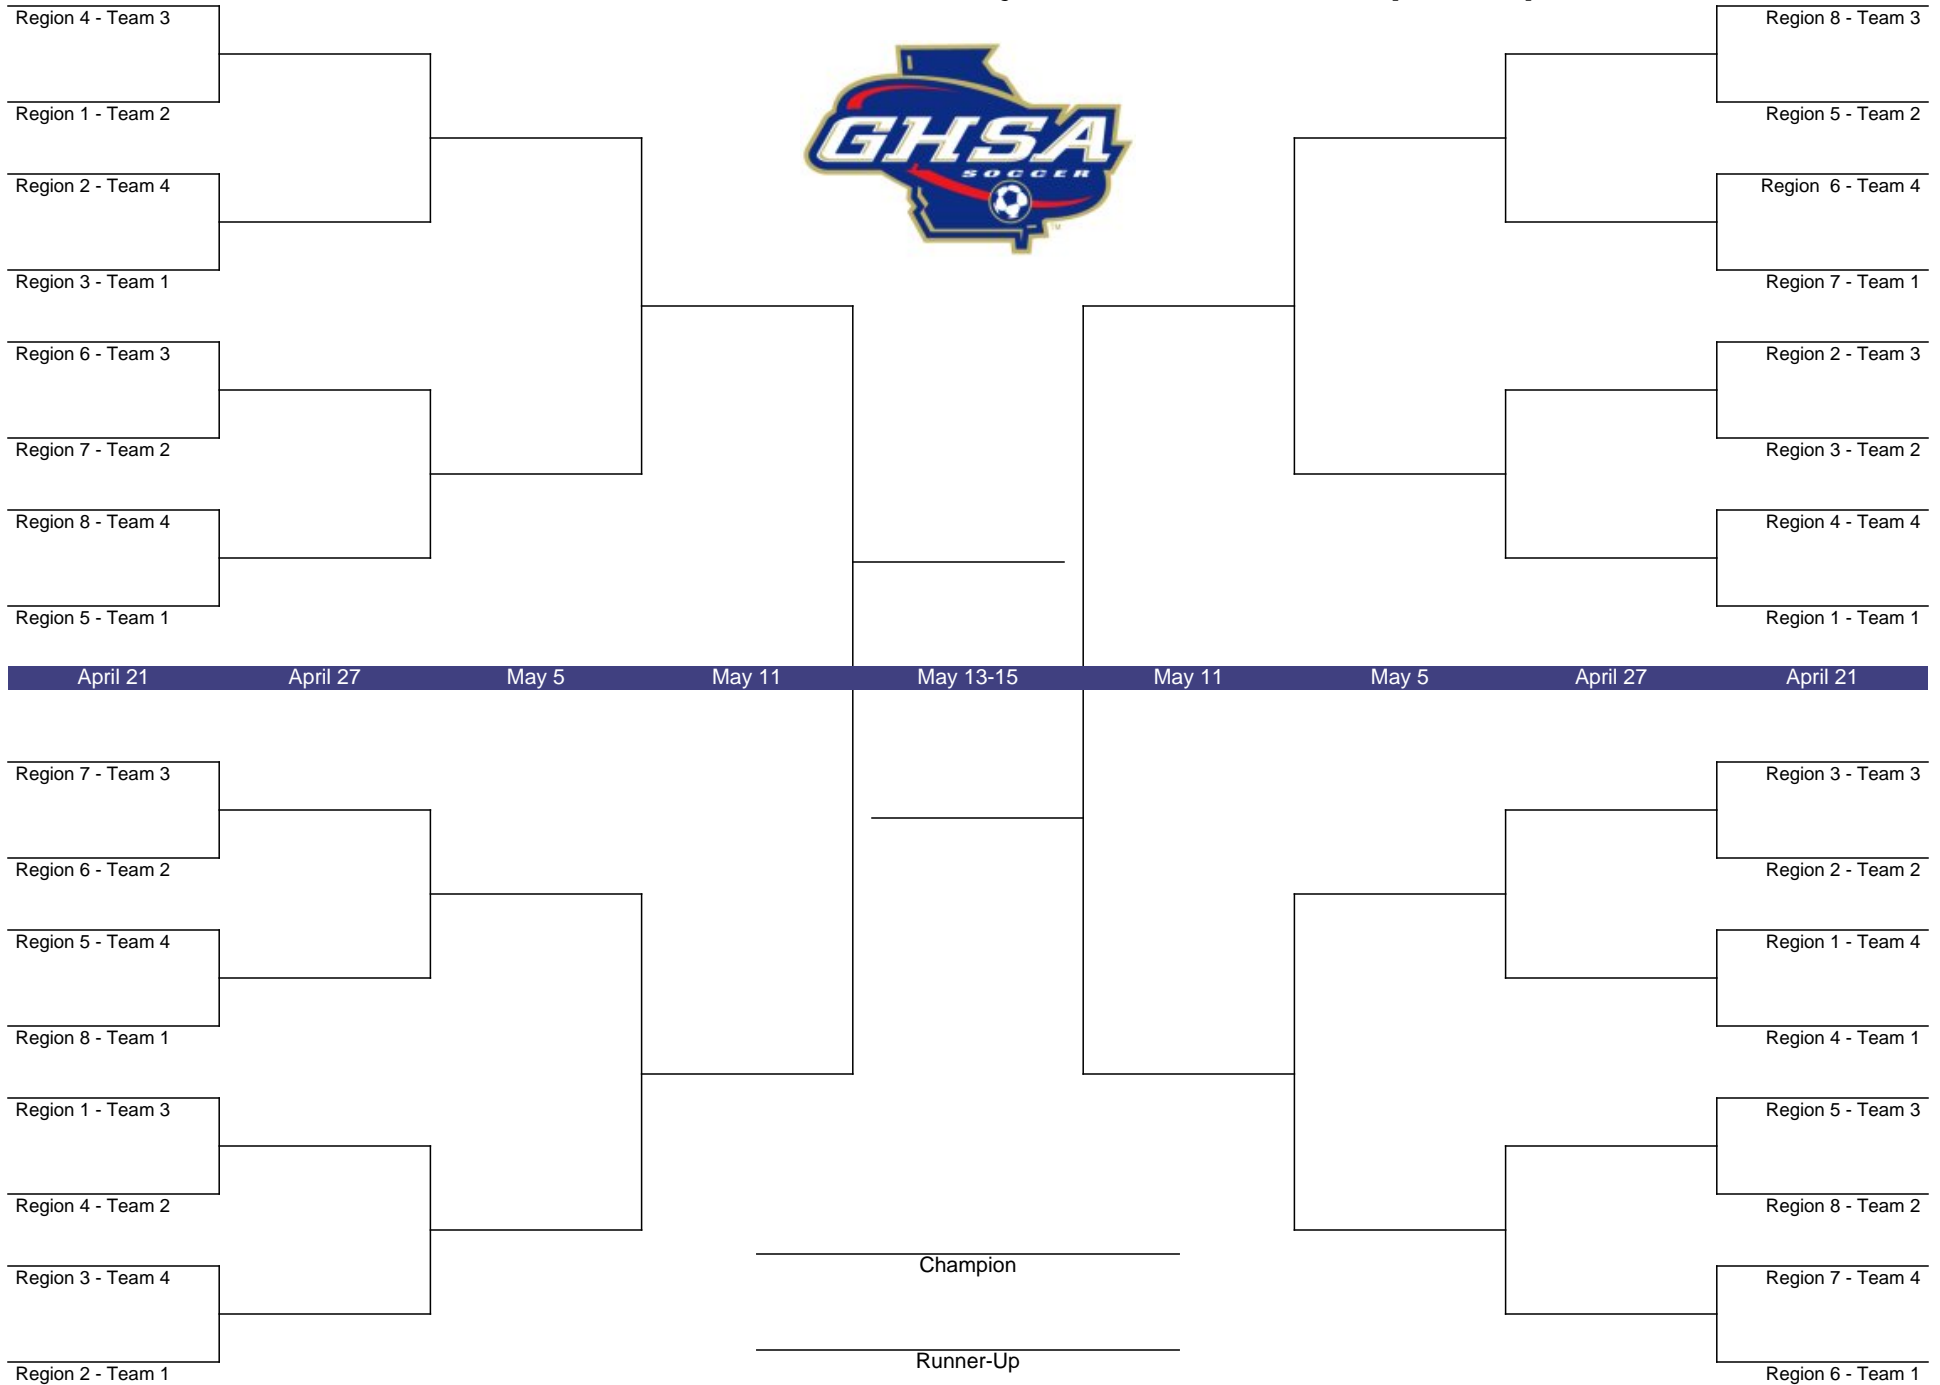 Region 4 - Team 3
Region 1 - Team 2
Region 2 - Team 4
Region 3 - Team 1
Region 6 - Team 3
Region 7 - Team 2
Region 8 - Team 4
Region 5 - Team 1
GHSA
SOCCER
TM
Region 8 - Team 3
Region 5 - Team 2
Region  6 - Team 4
Region 7 - Team 1
Region 2 - Team 3
Region 3 - Team 2
Region 4 - Team 4
Region 1 - Team 1
April 21 April 27 May 5 May 11 May 13-15 May 11 May 5 April 27 April 21
Region 7 - Team 3
Region 6 - Team 2
Region 5 - Team 4
Region 8 - Team 1
Region 1 - Team 3
Region 4 - Team 2
Region 3 - Team 4
Region 2 - Team 1
Champion
Runner-Up
Region 3 - Team 3
Region 2 - Team 2
Region 1 - Team 4
Region 4 - Team 1
Region 5 - Team 3
Region 8 - Team 2
Region 7 - Team 4
Region 6 - Team 1